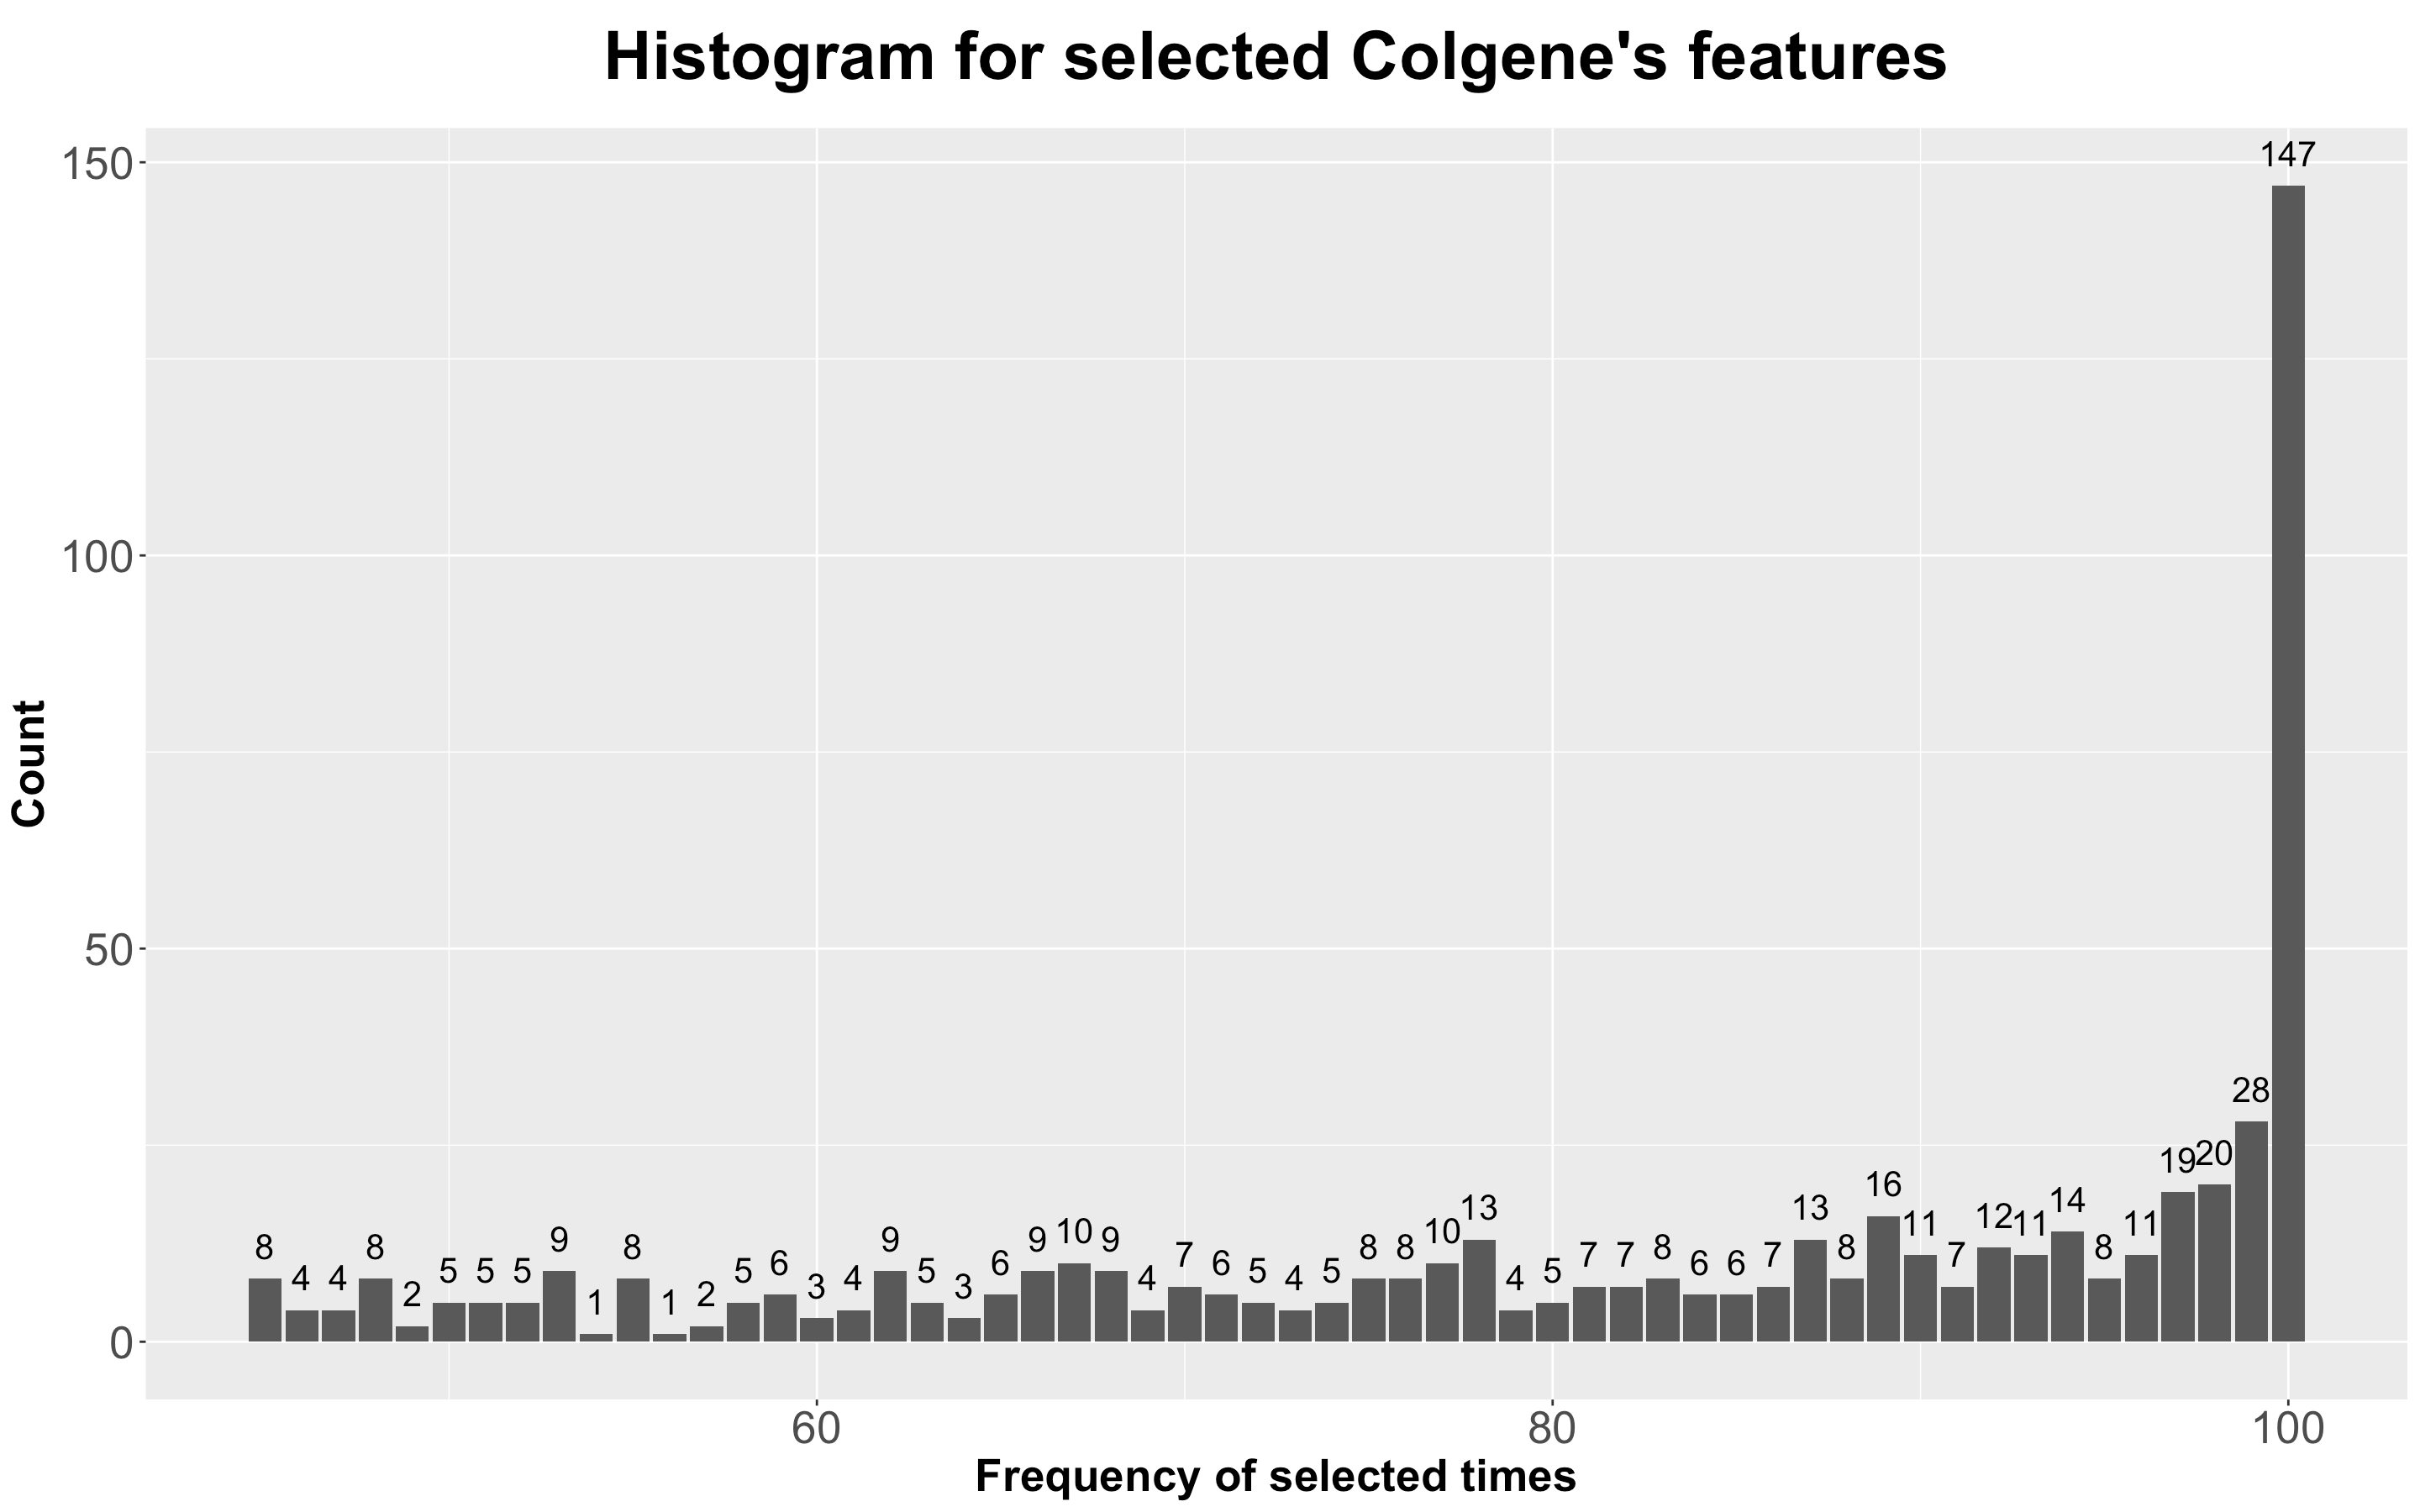 Histogram for selected Colgene's features
150
100
50
0
Count
8 4 4 8 2 5 5 5 9 1 8 1 2 5 6 3 4 9 5 3 6 9 10 9 4 7 6 5 4 5 8 8 10 13 4 5 7 7 8 6 6 7 13 8 16 11 7 12 11 14 8 11 19 20 28 147
60 80 100
Frequency of selected times